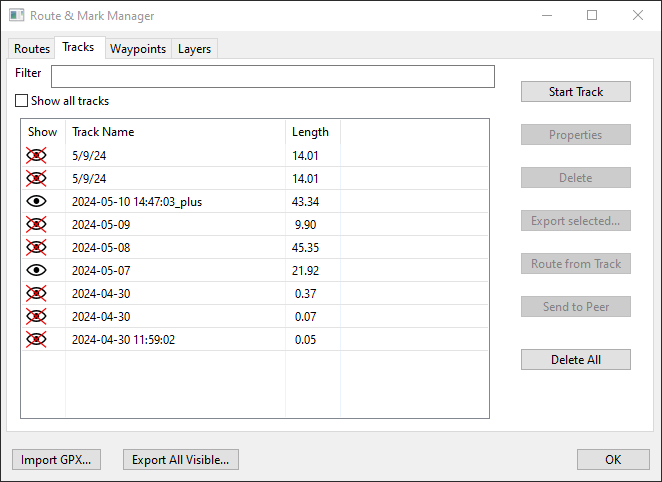 Route & Mark Manager
Routes Tracks Waypoints Layers
Filter
Show all tracks
Show Track Name Length
5/9/24 14.01
5/9/24 14.01
2024-05-10 14:47:03_plus 43.34
2024-05-09 9.90
2024-05-08 45.35
2024-05-07 21.92
2024-04-30 0.37
2024-04-30 0.07
2024-04-30 11:59:02 0.05
Start Track
Properties
Delete
Export selected...
Route from Track
Send to Peer
Delete All
Import GPX... Export All Visible... OK